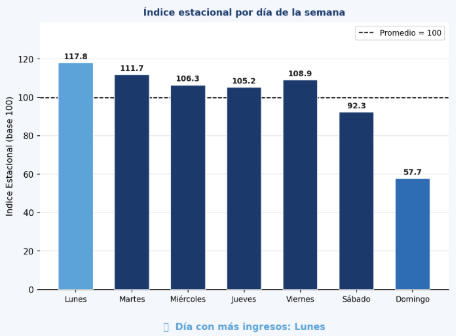 Índice estacional por día de la semana
Promedio = 100
Índice Estacional (base 100)
120
100
80
60
40
20
0
117.8
111.7
106.3
105.2
108.9
92.3
57.7
Lunes Martes Miércoles Jueves Viernes Sábado Domingo
Día con más ingresos: Lunes